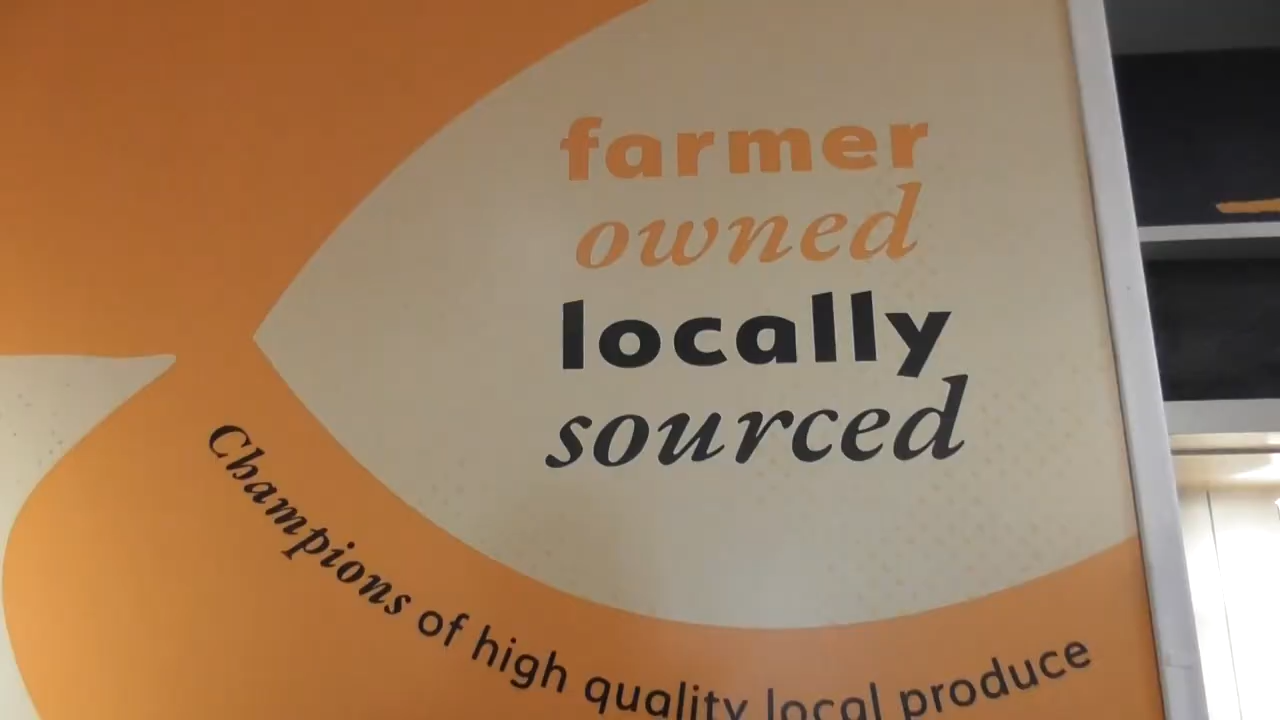 farmer
owned
locally
sourced
Champions of high quality local produce